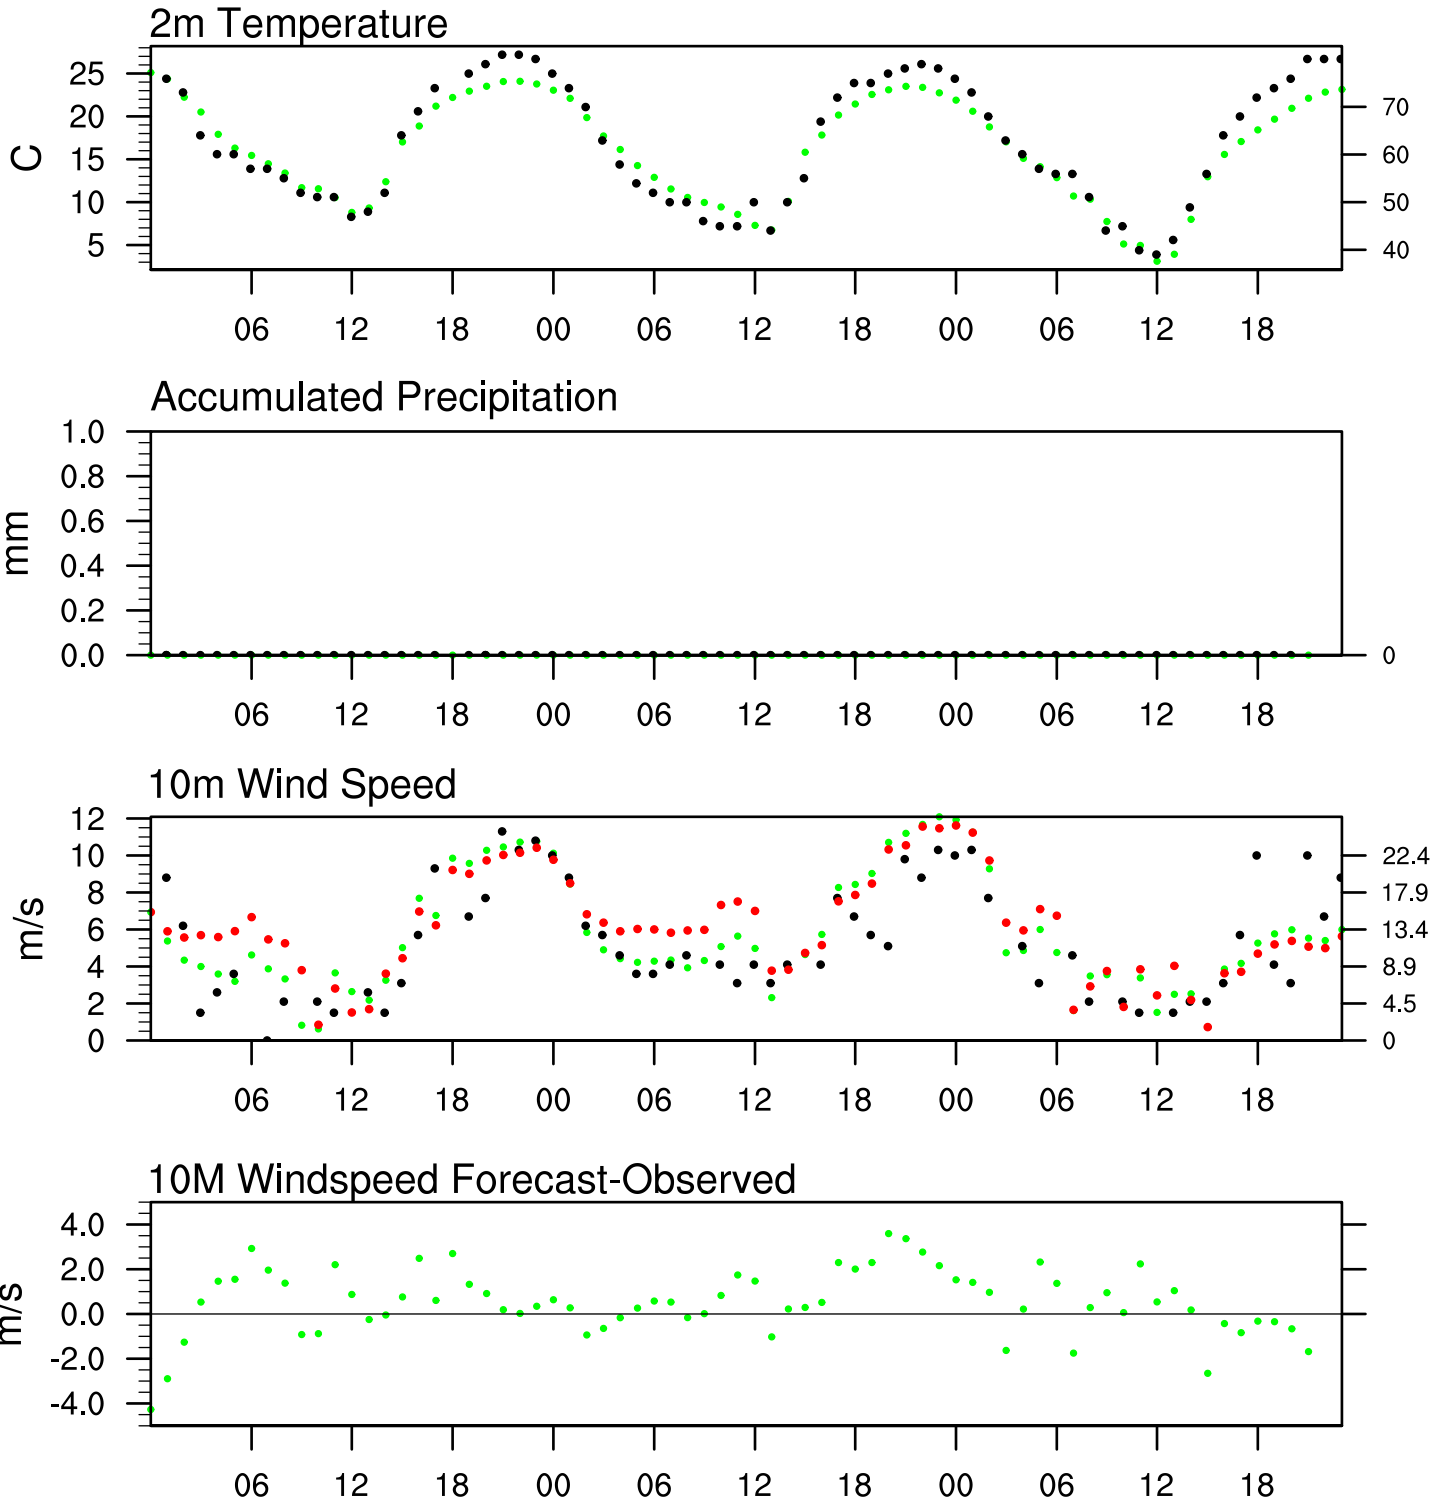 2m Temperature
25
20
15
10
5
C
70
60
50
40
06 12 18 00 06 12 18 00 06 12 18
Accumulated Precipitation
1.0
0.8
0.6
0.4
0.2
0.0
mm
0
06 12 18 00 06 12 18 00 06 12 18
10m Wind Speed
12
10
8
6
4
2
0
m/s
22.4
17.9
13.4
8.9
4.5
0
06 12 18 00 06 12 18 00 06 12 18
10M Windspeed Forecast-Observed
4.0
2.0
0.0
-2.0
-4.0
m/s
06 12 18 00 06 12 18 00 06 12 18